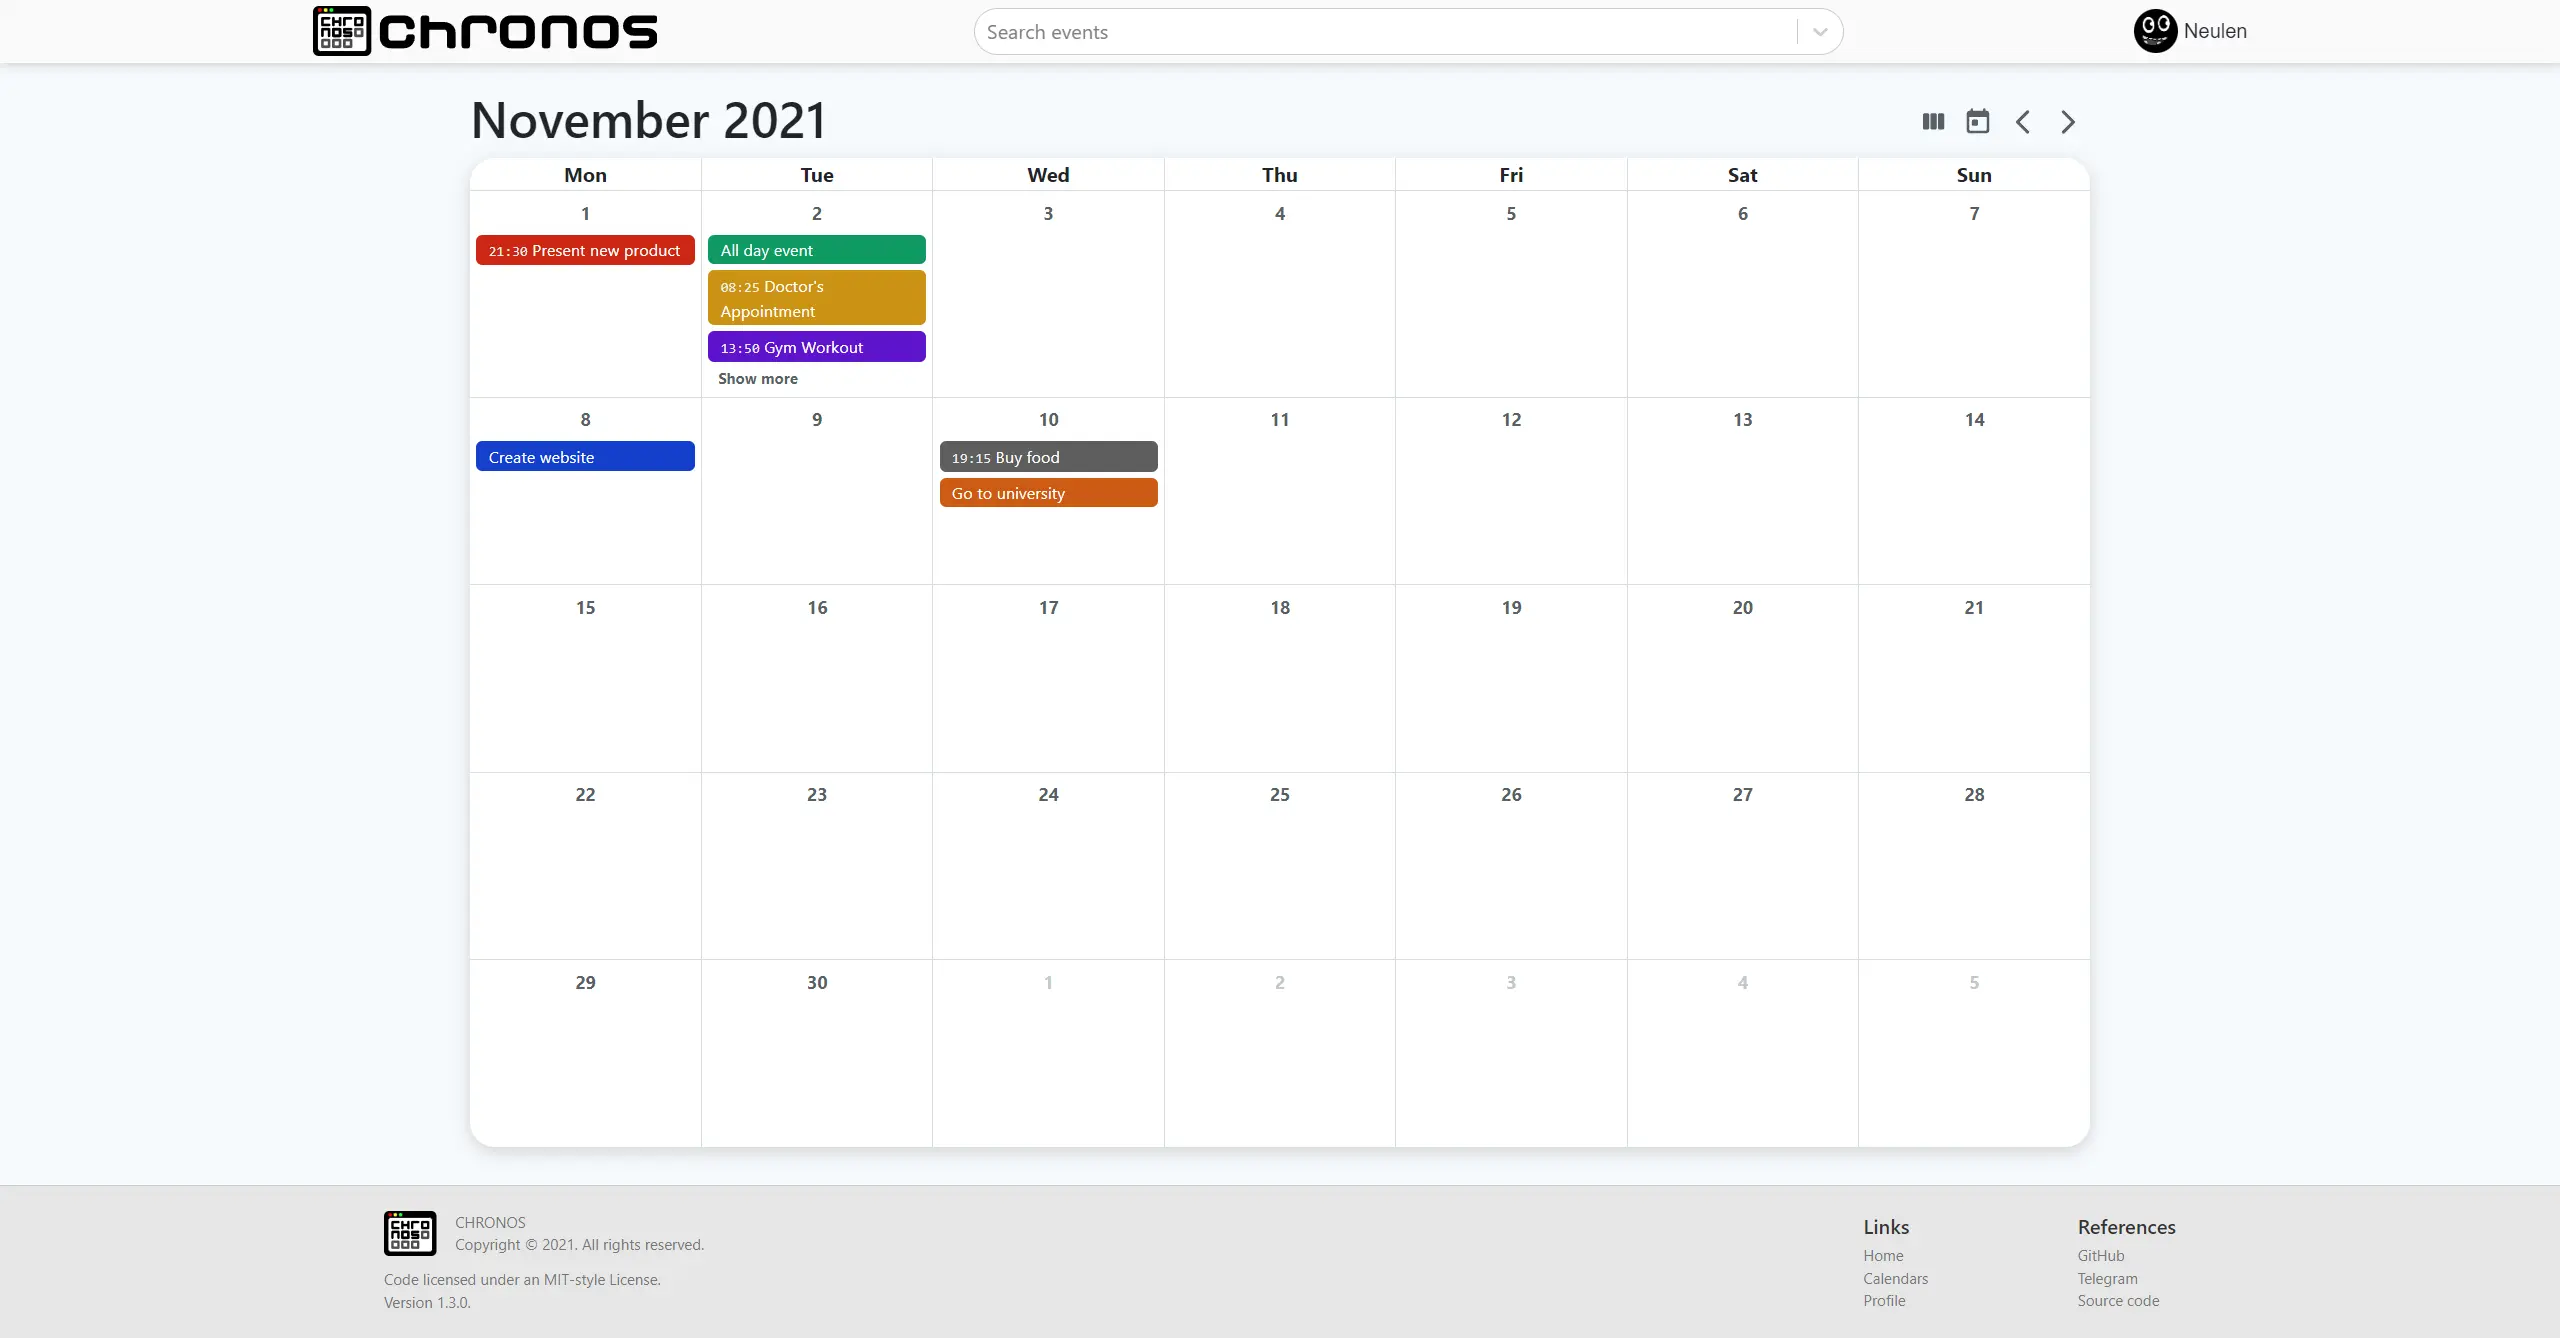 CHRONOS chronos
Search events
Neulen
November 2021
Mon Tue Wed Thu Fri Sat Sun
1 2 3 4 5 6 7
21:30 Present new product
All day event
08:25 Doctor's
Appointment
13:50 Gym Workout
Show more
8 9 10 11 12 13 14
Create website
19:15 Buy food
Go to university
15 16 17 18 19 20 21
22 23 24 25 26 27 28
29 30 1 2 3 4 5
CHRONOS
CHRONOS
Copyright © 2021. All rights reserved.
Code licensed under an MIT-style License.
Version 1.3.0.
Links
Home
Calendars
Profile
References
GitHub
Telegram
Source code